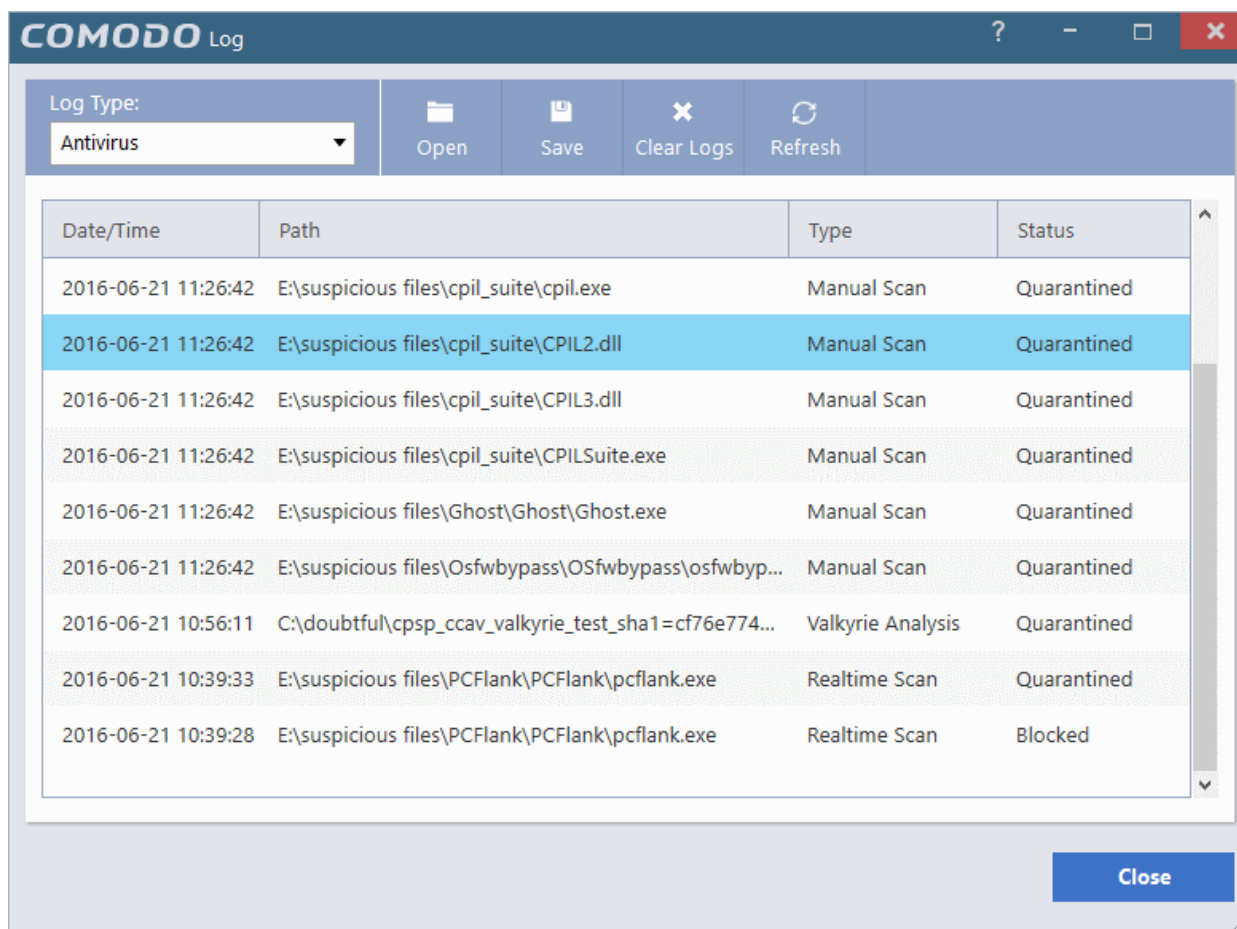 COMODO Log
?
Log Type:
Antivirus
Open
Save
Clear Logs
Refresh
Date/Time Path Type Status
2016-06-21 11:26:42 E:\suspicious files\cpil_suite\cpil.exe Manual Scan Quarantined
2016-06-21 11:26:42 E:\suspicious files\cpil_suite\CPIL2.dll Manual Scan Quarantined
2016-06-21 11:26:42 E:\suspicious files\cpil_suite\CPIL3.dll Manual Scan Quarantined
2016-06-21 11:26:42 E:\suspicious files\cpil_suite\CPILSuite.exe Manual Scan Quarantined
2016-06-21 11:26:42 E:\suspicious files\Ghost\Ghost\Ghost.exe Manual Scan Quarantined
2016-06-21 11:26:42 E:\suspicious files\Osfwbypass\OSfwbypass\osfwbyp... Manual Scan Quarantined
2016-06-21 10:56:11 C:\doubtful\cpsp_ccav_valkyrie_test_sha1=cf76e774... Valkyrie Analysis Quarantined
2016-06-21 10:39:33 E:\suspicious files\PCFlank\PCFlank\pcflank.exe Realtime Scan Quarantined
2016-06-21 10:39:28 E:\suspicious files\PCFlank\PCFlank\pcflank.exe Realtime Scan Blocked
Close